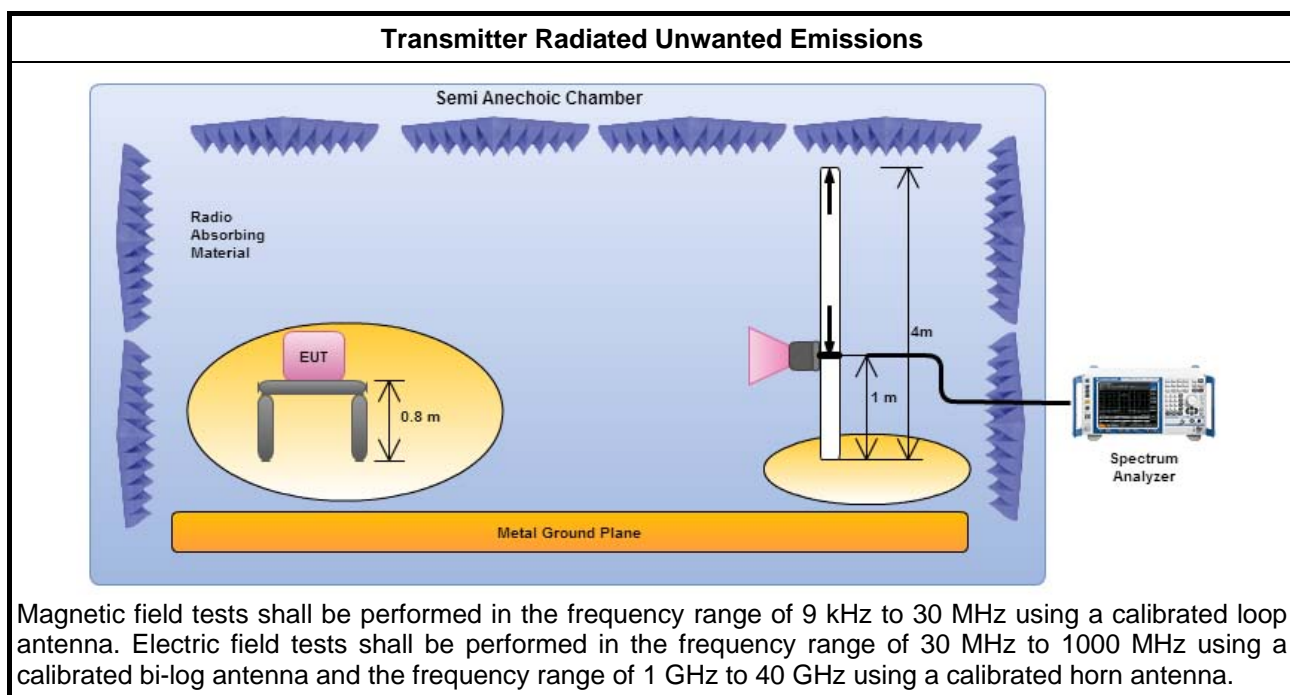 Transmitter Radiated Unwanted Emissions
Semi Anechoic Chamber
Radio
Absorbing
Material
EUT
0.8 m
4m
1 m
Spectrum
Analyzer
Metal Ground Plane
Magnetic field tests shall be performed in the frequency range of 9 kHz to 30 MHz using a calibrated loop
antenna. Electric field tests shall be performed in the frequency range of 30 MHz to 1000 MHz using a
calibrated bi-log antenna and the frequency range of 1 GHz to 40 GHz using a calibrated horn antenna.